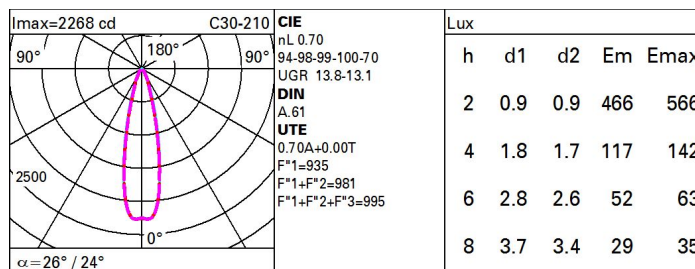 Imax=2268 cd C30-210
90° 180° 90°
2500
0°
α=26° / 24°
CIE
nL 0.70
94-98-99-100-70
UGR 13.8-13.1
DIN
A.61
UTE
0.70A+0.00T
F"1=935
F"1+F"2=981
F"1+F"2+F"3=995
Lux
h d1 d2 Em Emax
2 0.9 0.9 466 566
4 1.8 1.7 117 142
6 2.8 2.6 52 63
8 3.7 3.4 29 35